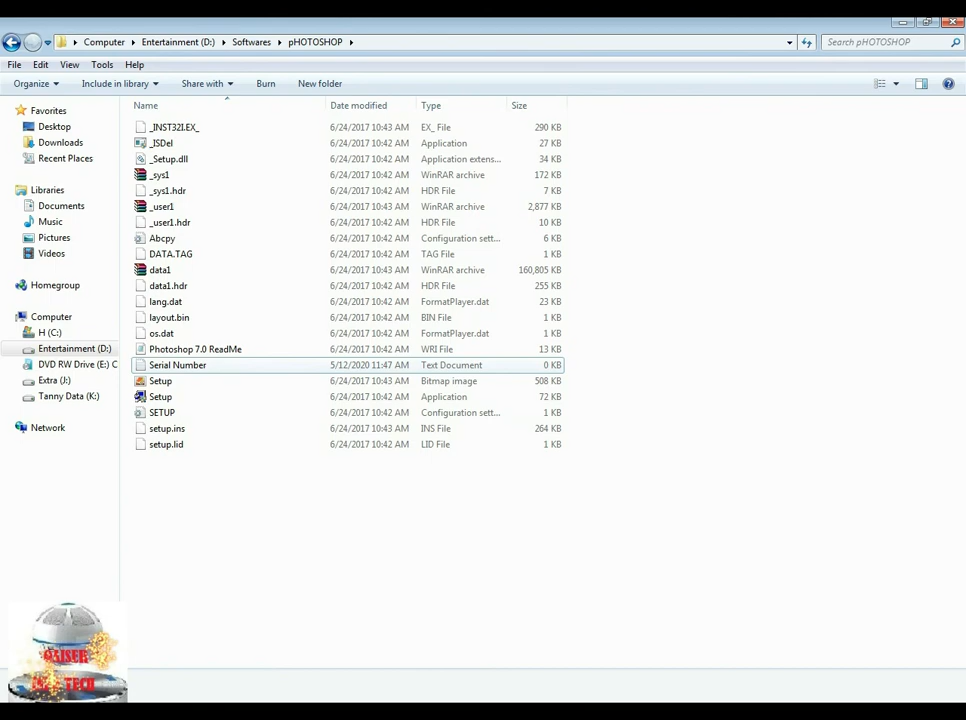 Computer Entertainment (D:) Softwares pHOTOSHOP Search pHOTOSHOP
File Edit View Tools Help
Organize Include in library Share with Burn New folder
Name Date modified Type Size
Favorites
Desktop
Downloads
Recent Places
Libraries
Documents
Music
Pictures
Videos
Homegroup
Computer
H (C:)
Entertainment (D:)
DVD RW Drive (E:) C
Extra (J:)
Tanny Data (K:)
Network
_INST32I.EX_ 6/24/2017 10:43 AM EX_ File 290 KB
_ISDel 6/24/2017 10:42 AM Application 27 KB
_Setup.dll 6/24/2017 10:42 AM Application extens... 34 KB
_sys1 6/24/2017 10:42 AM WinRAR archive 172 KB
_sys1.hdr 6/24/2017 10:42 AM HDR File 7 KB
_user1 6/24/2017 10:43 AM WinRAR archive 2,877 KB
_user1.hdr 6/24/2017 10:42 AM HDR File 10 KB
Abcpy 6/24/2017 10:42 AM Configuration sett... 6 KB
DATA.TAG 6/24/2017 10:42 AM TAG File 1 KB
data1 6/24/2017 10:43 AM WinRAR archive 160,805 KB
data1.hdr 6/24/2017 10:42 AM HDR File 255 KB
lang.dat 6/24/2017 10:42 AM FormatPlayer.dat 23 KB
layout.bin 6/24/2017 10:42 AM BIN File 1 KB
os.dat 6/24/2017 10:42 AM FormatPlayer.dat 1 KB
Photoshop 7.0 ReadMe 6/24/2017 10:42 AM WRI File 13 KB
Serial Number 5/12/2020 11:47 AM Text Document 0 KB
Setup 6/24/2017 10:43 AM Bitmap image 508 KB
Setup 6/24/2017 10:42 AM Application 72 KB
SETUP 6/24/2017 10:42 AM Configuration sett... 1 KB
setup.ins 6/24/2017 10:43 AM INS File 264 KB
setup.lid 6/24/2017 10:42 AM LID File 1 KB
TECH